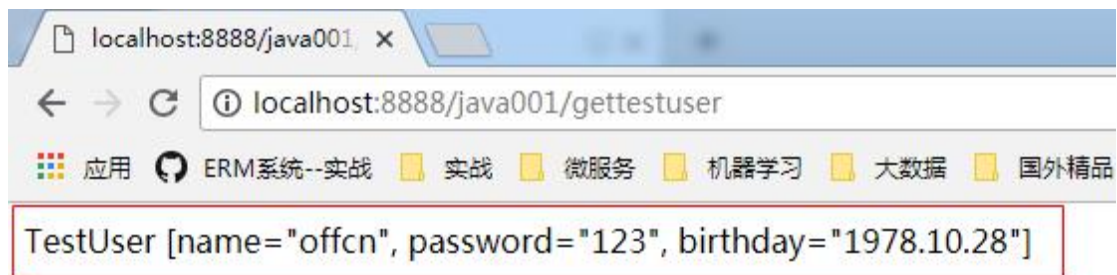 localhost:8888/java001
localhost:8888/java001/gettestuser
应用 ERM系统--实战 实战 微服务 机器学习 大数据 国外精品
TestUser [name="offcn", password="123", birthday="1978.10.28"]